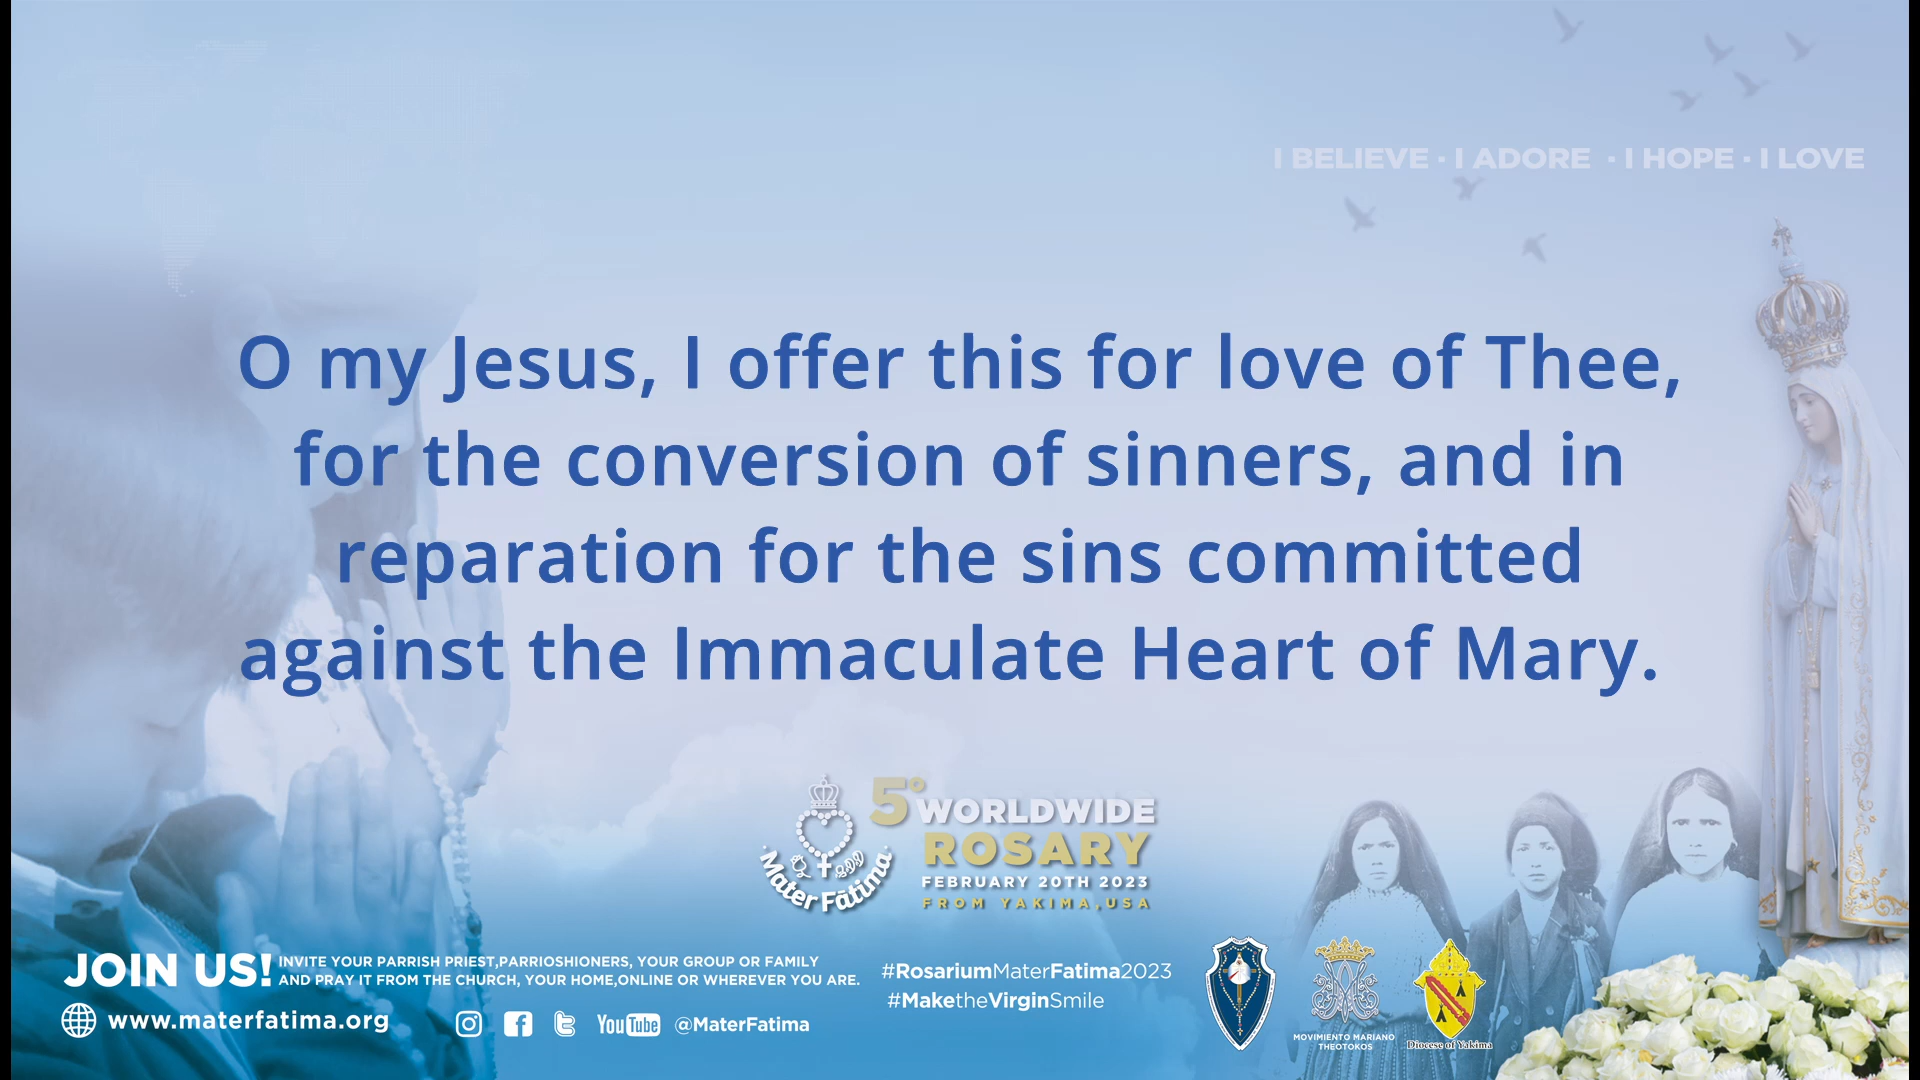 I BELIEVE · I ADORE · I HOPE · I LOVE
O my Jesus, I offer this for love of Thee,
for the conversion of sinners, and in
reparation for the sins committed
against the Immaculate Heart of Mary.
5° WORLDWIDE
ROSARY
FEBRUARY 20TH 2023
FROM YAKIMA,USA
Mater Fātima
JOIN US! INVITE YOUR PARRISH PRIEST,PARRIOSHIONERS, YOUR GROUP OR FAMILY
AND PRAY IT FROM THE CHURCH, YOUR HOME,ONLINE OR WHEREVER YOU ARE.
www.materfatima.org
YouTube @MaterFatima
#RosariumMaterFatima2023
#MaketheVirginSmile
MOVIMIENTO MARIANO
THEOTOKOS
Diocese of Yakima